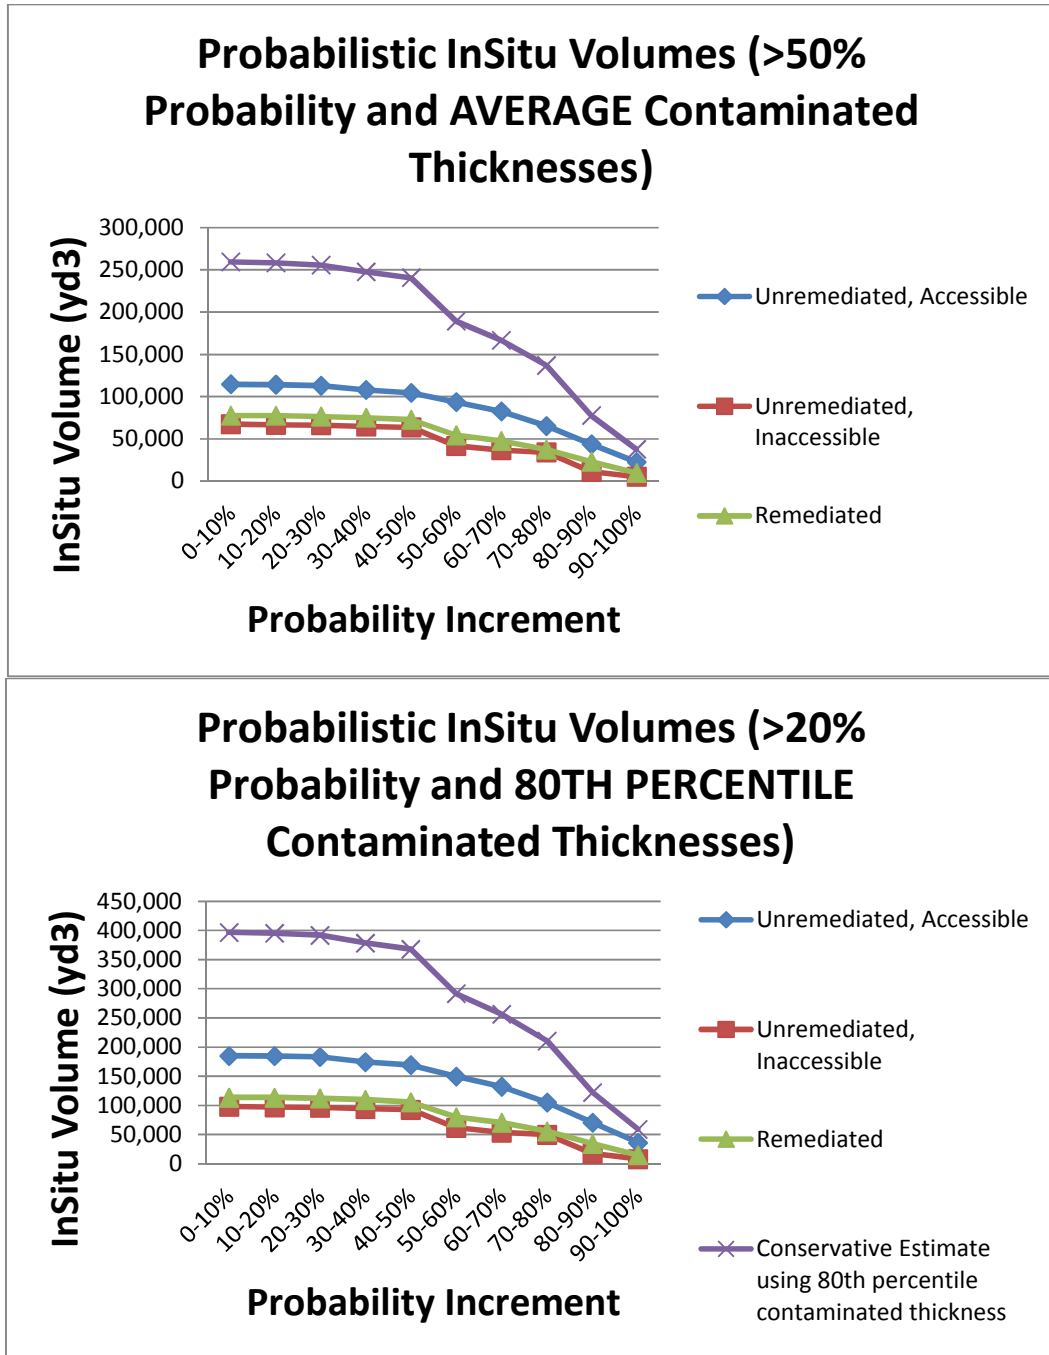 Probabilistic InSitu Volumes (>50%
Probability and AVERAGE Contaminated
Thicknesses)
InSitu Volume (yd3)
300,000
250,000
200,000
150,000
100,000
50,000
0
0-10%
10-20%
20-30%
30-40%
40-50%
50-60%
60-70%
70-80%
80-90%
90-100%
Probability Increment
Unremediated, Accessible
Unremediated,
Inaccessible
Remediated
Probabilistic InSitu Volumes (>20%
Probability and 80TH PERCENTILE
Contaminated Thicknesses)
InSitu Volume (yd3)
450,000
400,000
350,000
300,000
250,000
200,000
150,000
100,000
50,000
0
0-10%
10-20%
20-30%
30-40%
40-50%
50-60%
60-70%
70-80%
80-90%
90-100%
Probability Increment
Unremediated, Accessible
Unremediated,
Inaccessible
Remediated
Conservative Estimate
using 80th percentile
contaminated thickness